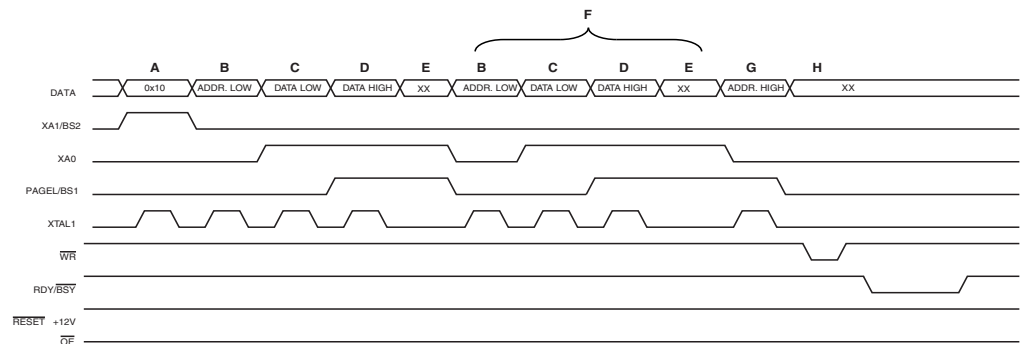 F
A B C D E B C D E G H
DATA 0x10 ADDR. LOW DATA LOW DATA HIGH XX ADDR. LOW DATA LOW DATA HIGH XX ADDR. HIGH XX
XA1/BS2
XA0
PAGEL/BS1
XTAL1
WR
RDY/BSY
RESET +12V
OE